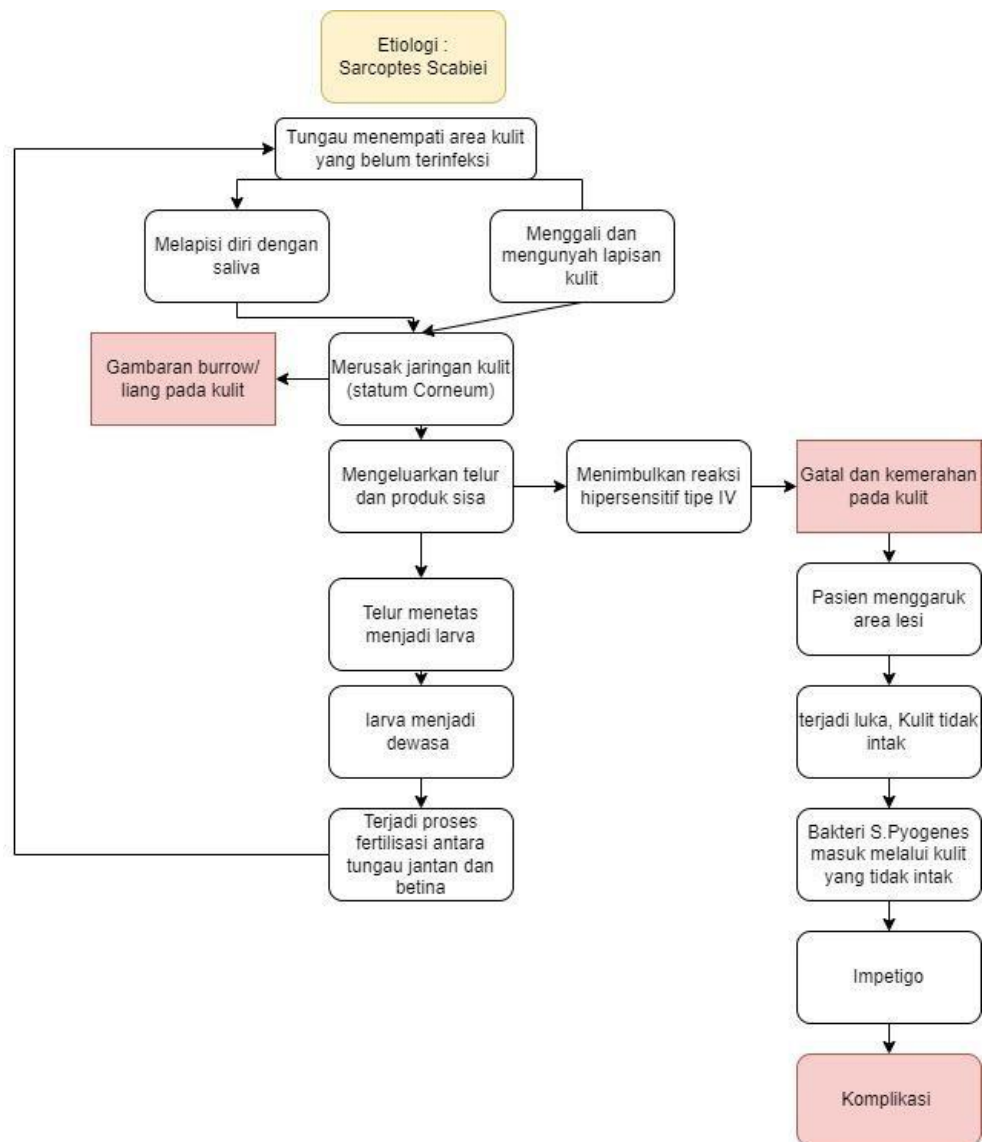 Etiologi :
Sarcoptes Scabiei
Tungau menempati area kulit
yang belum terinfeksi
Melapisi diri dengan
saliva
Menggali dan
mengunyah lapisan
kulit
Gambaran burrow/
liang pada kulit
Merusak jaringan kulit
(statum Corneum)
Mengeluarkan telur
dan produk sisa
Menimbulkan reaksi
hipersensitif tipe IV
Gatal dan kemerahan
pada kulit
Telur menetas
menjadi larva
larva menjadi
dewasa
Terjadi proses
fertilisasi antara
tungau jantan dan
betina
Pasien menggaruk
area lesi
terjadi luka, Kulit tidak
intak
Bakteri S.Pyogenes
masuk melalui kulit
yang tidak intak
Impetigo
Komplikasi